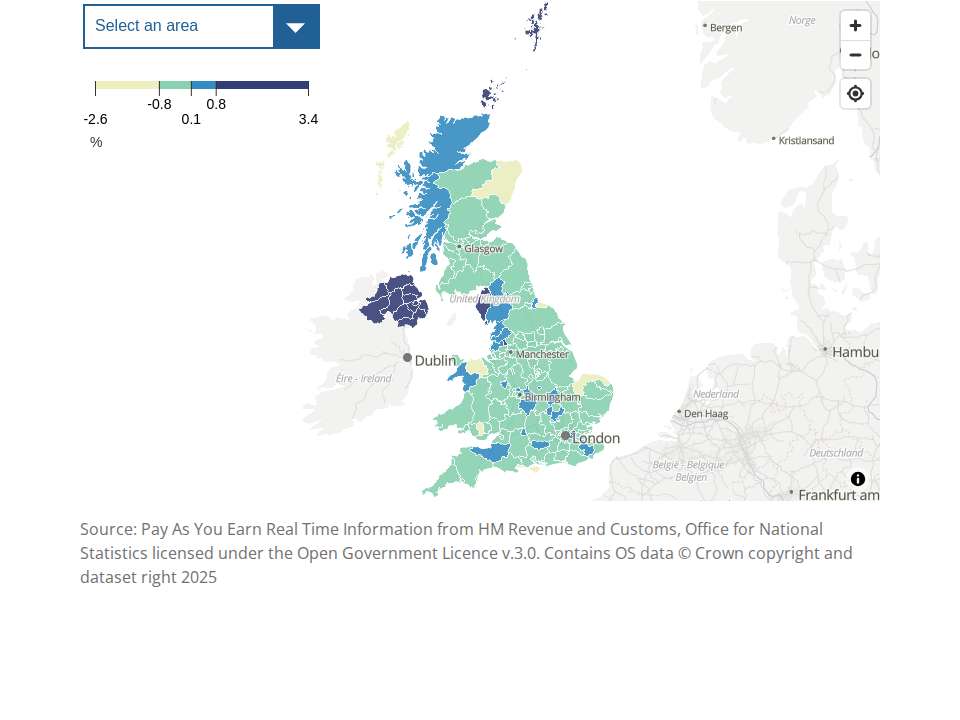 Select an area
-0.8 0.8
-2.6 0.1 3.4
%
Norge
Bergen
Kristiansand
Glasgow
United Kingdom
Manchester
Dublin
Éire - Ireland
Birmingham
London
Hambu
Nederland
Den Haag
België - Belgique
Belgien
Deutschland
Frankfurt am
Source: Pay As You Earn Real Time Information from HM Revenue and Customs, Office for National
Statistics licensed under the Open Government Licence v.3.0. Contains OS data © Crown copyright and
dataset right 2025